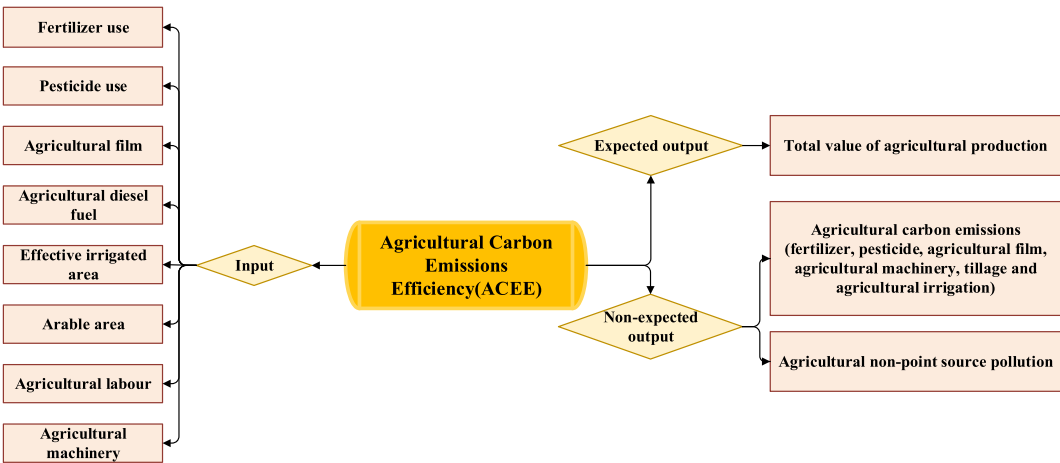 Fertilizer use
Pesticide use
Agricultural film
Agricultural diesel
fuel
Effective irrigated
area
Arable area
Agricultural labour
Agricultural
machinery
Input
Agricultural Carbon
Emissions
Efficiency(ACEE)
Expected output
Non-expected
output
Total value of agricultural production
Agricultural carbon emissions
(fertilizer, pesticide, agricultural film,
agricultural machinery, tillage and
agricultural irrigation)
Agricultural non-point source pollution